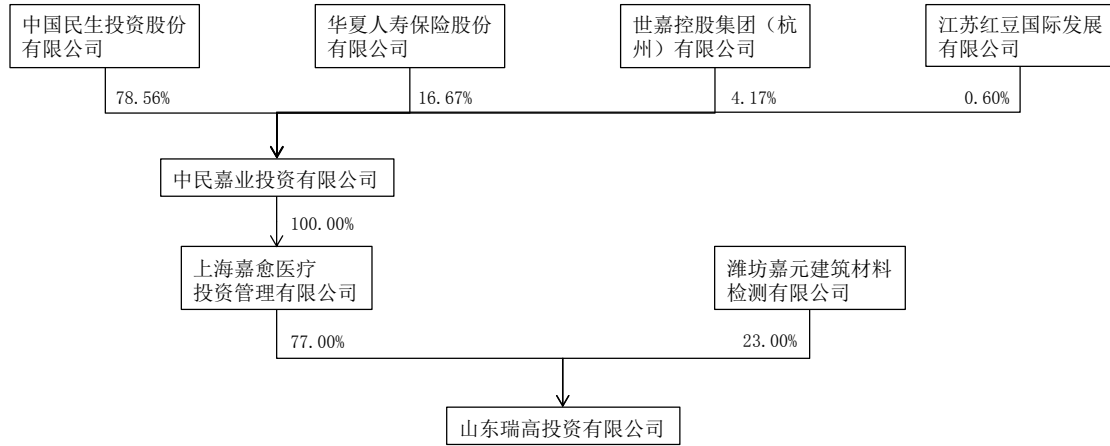 中国民生投资股份
有限公司
华夏人寿保险股份
有限公司
世嘉控股集团（杭
州）有限公司
江苏红豆国际发展
有限公司
78.56%
16.67%
4.17%
0.60%
中民嘉业投资有限公司
100.00%
上海嘉愈医疗
投资管理有限公司
潍坊嘉元建筑材料
检测有限公司
77.00%
23.00%
山东瑞高投资有限公司